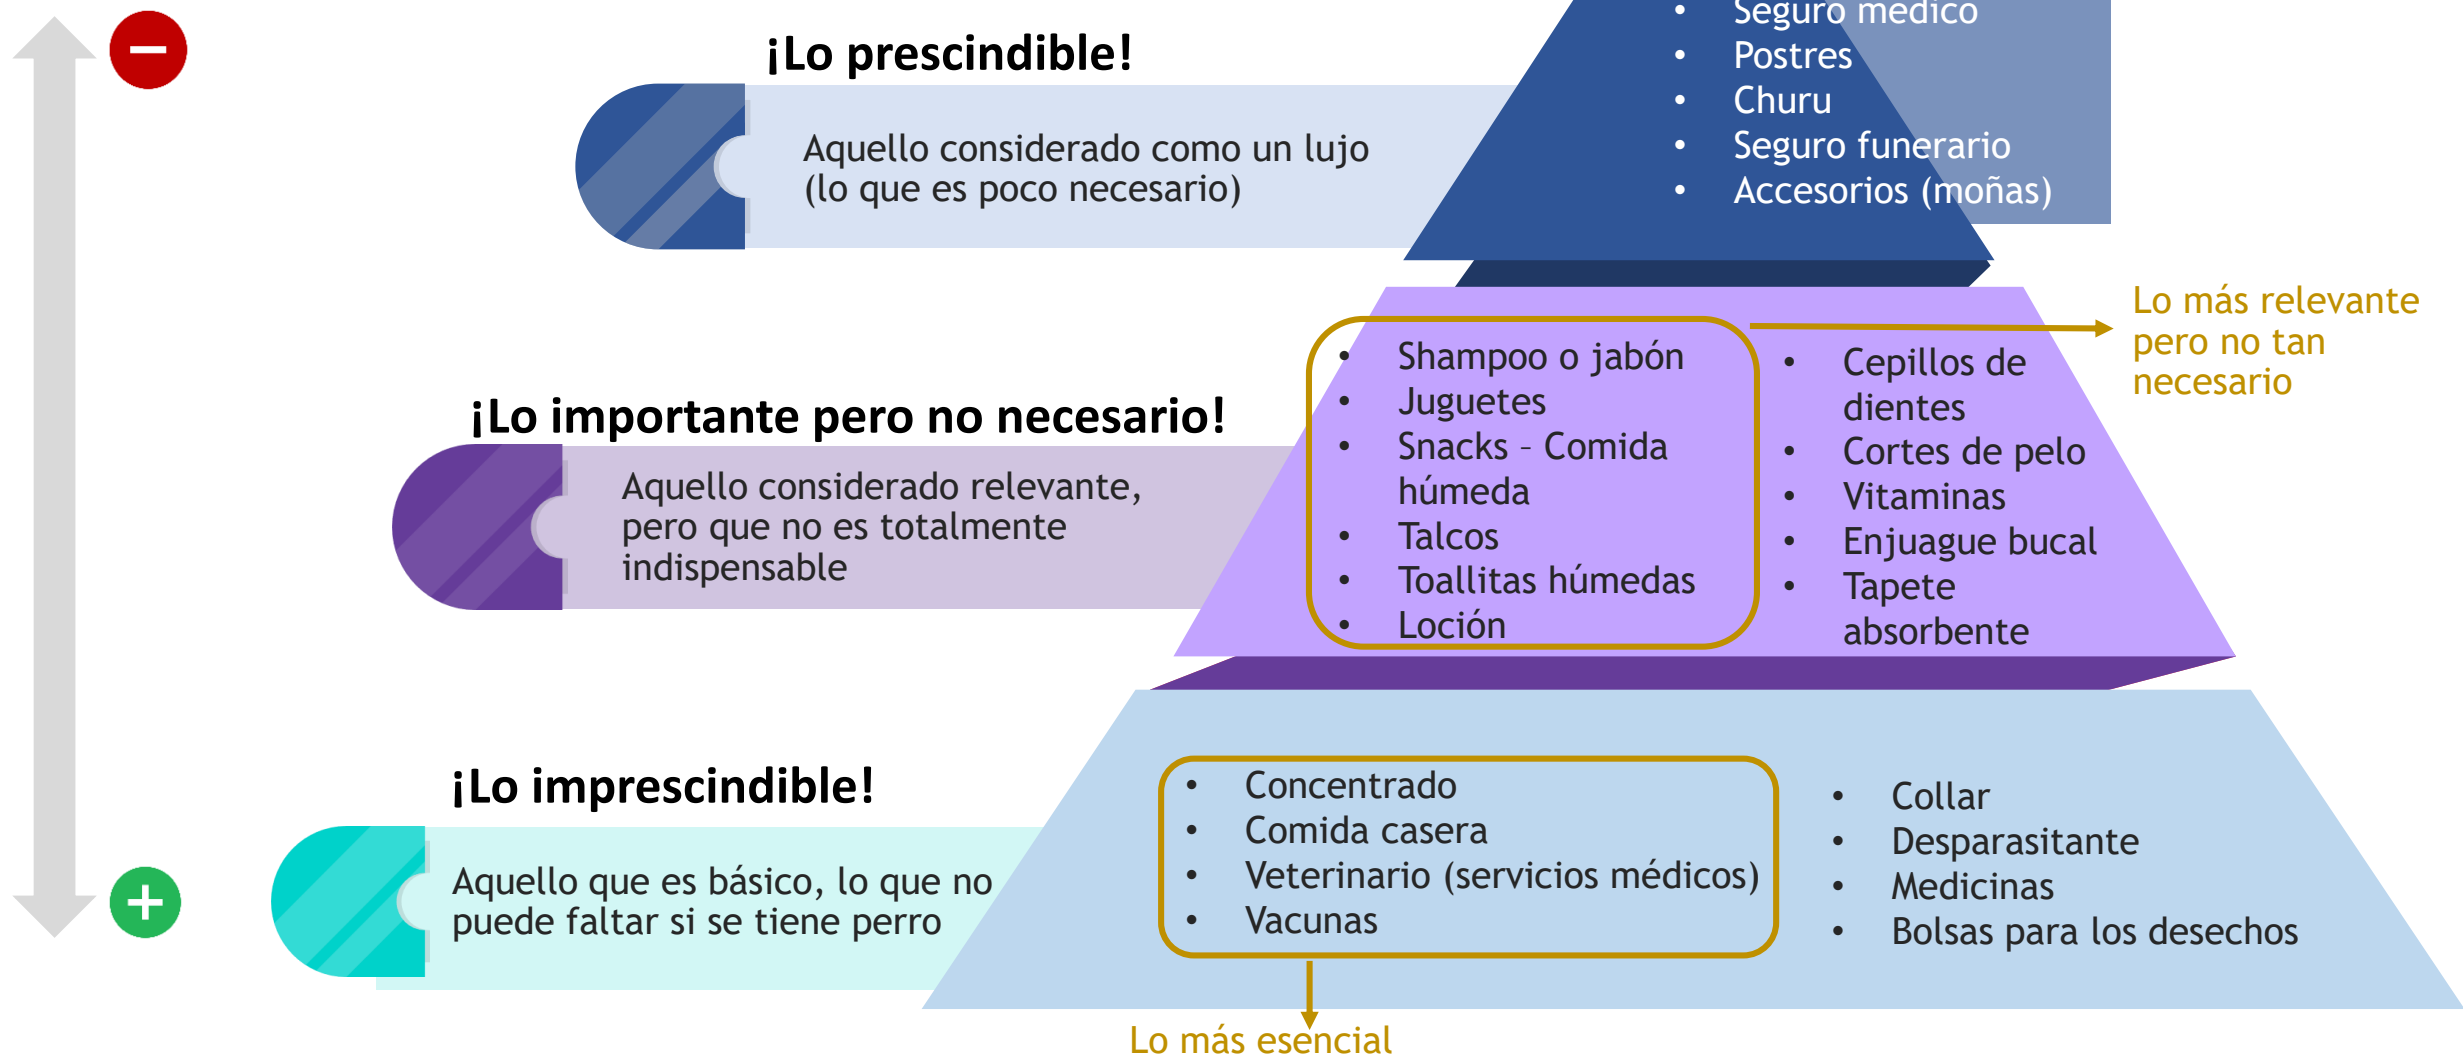 ¡Lo prescindible!
Aquello considerado como un lujo
(lo que es poco necesario)
• Seguro médico
• Postres
• Churu
• Seguro funerario
• Accesorios (moñas)
Lo más relevante
pero no tan
necesario
¡Lo importante pero no necesario!
Aquello considerado relevante,
pero que no es totalmente
indispensable
• Shampoo o jabón
• Juguetes
• Snacks – Comida
húmeda
• Talcos
• Toallitas húmedas
• Loción
• Cepillos de
dientes
• Cortes de pelo
• Vitaminas
• Enjuague bucal
• Tapete
absorbente
¡Lo imprescindible!
Aquello que es básico, lo que no
puede faltar si se tiene perro
• Concentrado
• Comida casera
• Veterinario (servicios médicos)
• Vacunas
• Collar
• Desparasitante
• Medicinas
• Bolsas para los desechos
Lo más esencial